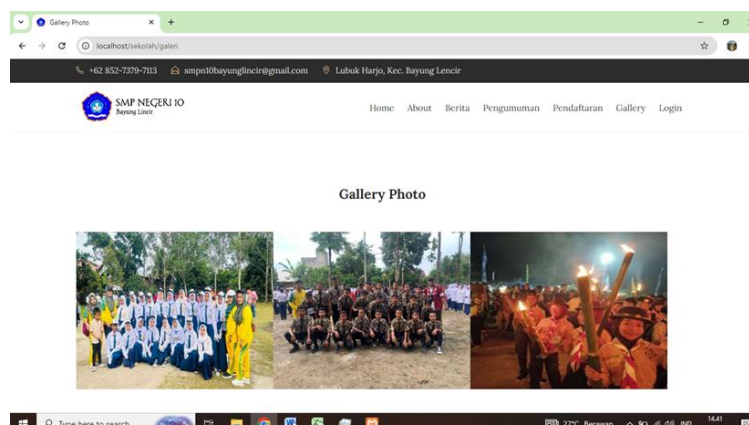 Gallery Photo
localhost/sekolah/galeri
+62 852-7379-7113 smpn10bayunglincir@gmail.com Lubuk Harjo, Kec. Bayung Lencir
SMP NEGERI 10
Bayung Lincir
Home About Berita Pengumuman Pendaftaran Gallery Login
Gallery Photo
Type here to search 27°C Berawan IND 14.41